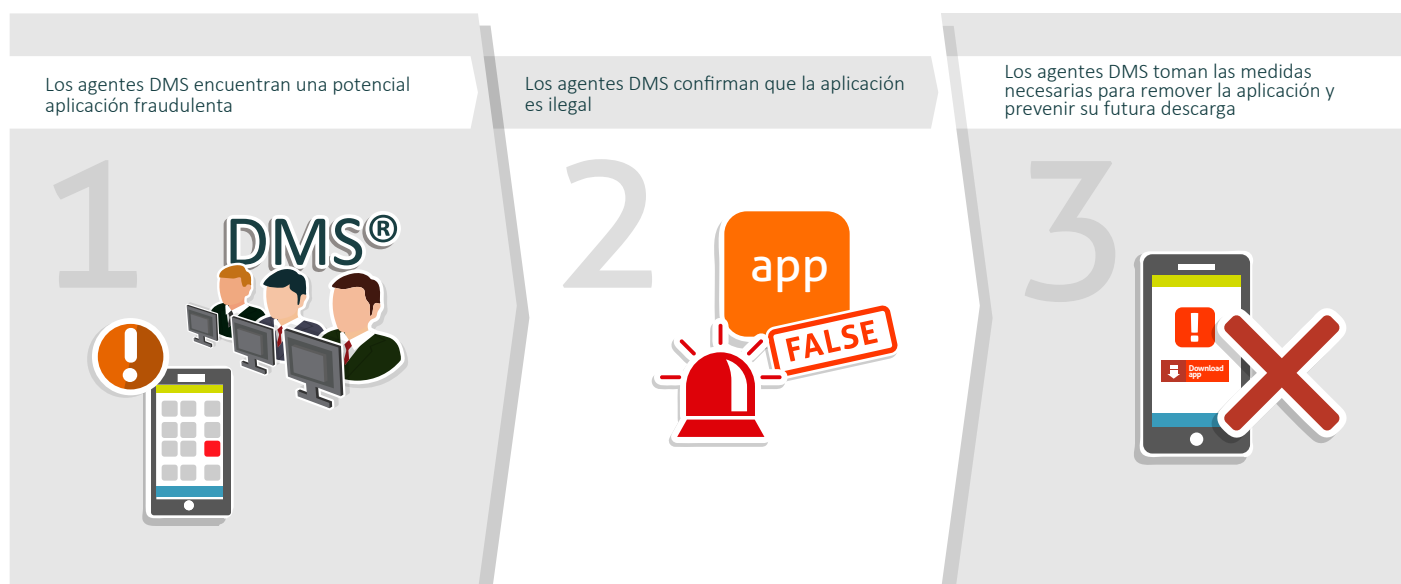 Los agentes DMS encuentran una potencial
aplicación fraudulenta
Los agentes DMS confirman que la aplicación
es ilegal
Los agentes DMS toman las medidas
necesarias para remover la aplicación y
prevenir su futura descarga
1
DMS®
2
app
FALSE
3
Download
app